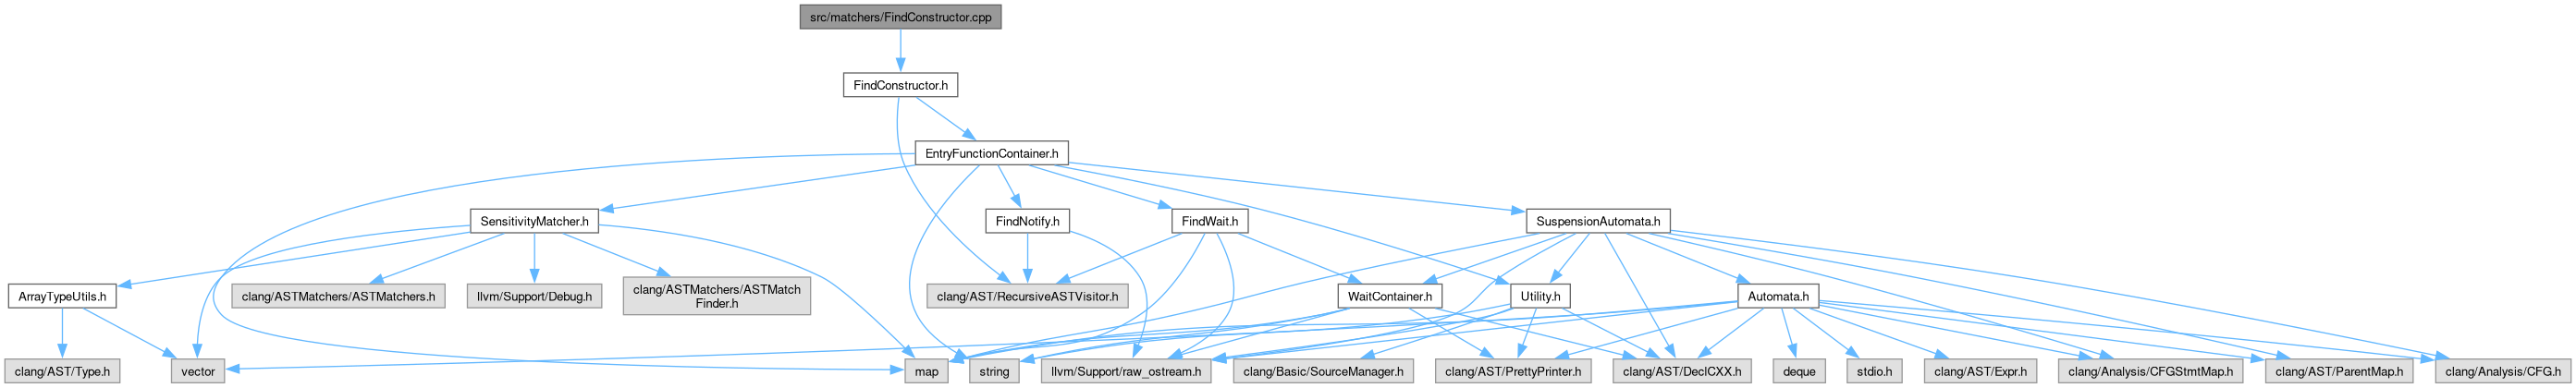 src/matchers/FindConstructor.cpp
FindConstructor.h
EntryFunctionContainer.h
SensitivityMatcher.h
FindNotify.h
FindWait.h
SuspensionAutomata.h
ArrayTypeUtils.h
clang/ASTMatchers/ASTMatchers.h
llvm/Support/Debug.h
clang/ASTMatchers/ASTMatch
Finder.h
clang/AST/RecursiveASTVisitor.h
WaitContainer.h
Utility.h
Automata.h
clang/AST/Type.h
vector
map
string
llvm/Support/raw_ostream.h
clang/Basic/SourceManager.h
clang/AST/PrettyPrinter.h
clang/AST/DeclCXX.h
deque
stdio.h
clang/AST/Expr.h
clang/Analysis/CFGStmtMap.h
clang/AST/ParentMap.h
clang/Analysis/CFG.h